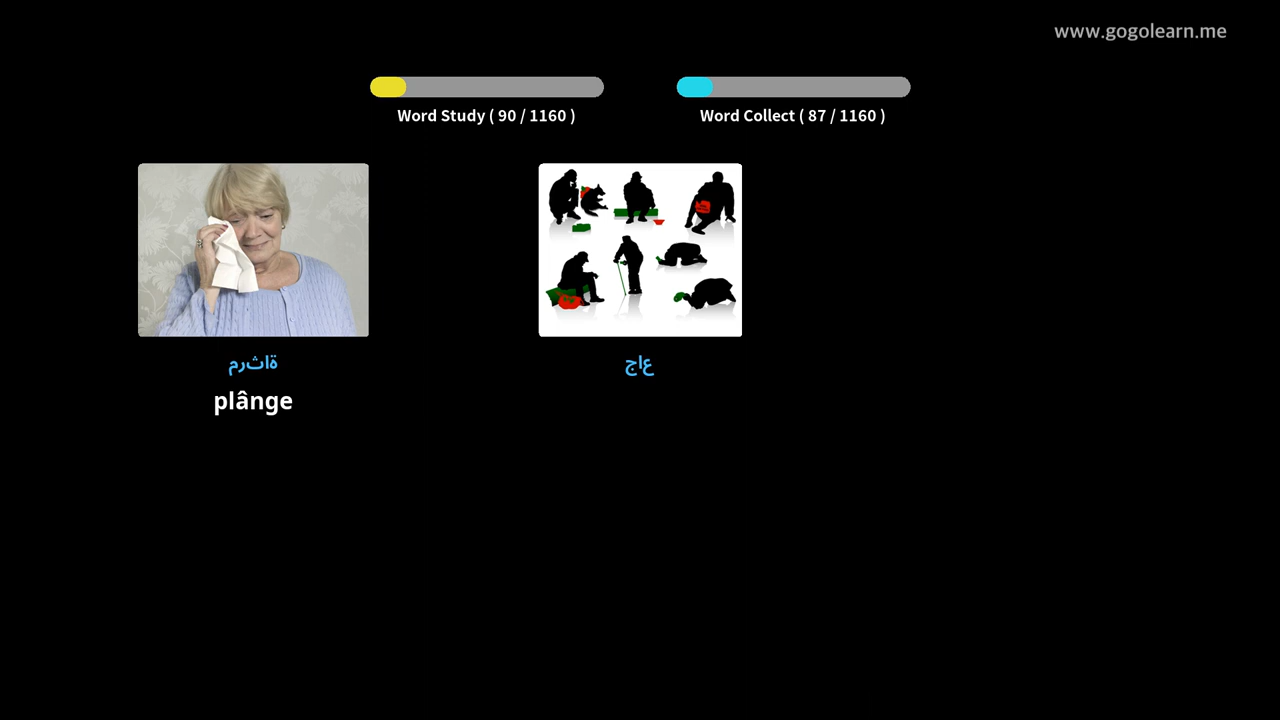 www.gogolearn.me
Word Study ( 90 / 1160 )
Word Collect ( 87 / 1160 )
ةاثرم
plânge
عاج